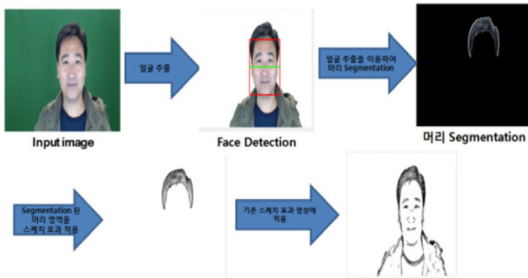 얼굴 추출
얼굴 추출을 이용하여
머리 Segmentation
Input image
Face Detection
머리 Segmentation
Segmentation 된
머리 영역을
스케치 효과 적용
기존 스케치 효과 영상에
적용